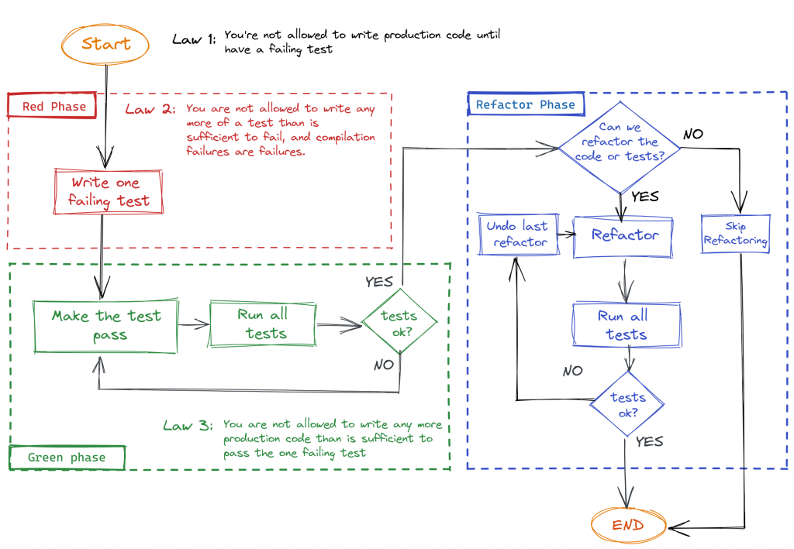 Start
Law 1: You're not allowed to write production code until
have a failing test
Red Phase
Law 2: You are not allowed to write any
more of a test than is
sufficient to fail, and compilation
failures are failures.
Write one
failing test
Refactor Phase
Can we
refactor the
code or tests?
NO
YES
Undo last
refactor
Refactor
Skip
Refactoring
Run all
tests
NO
tests
ok?
YES
END
YES
Make the test
pass
Run all
tests
tests
ok?
NO
Law 3: You are not allowed to write any more
production code than is sufficient to
pass the one failing test
Green phase